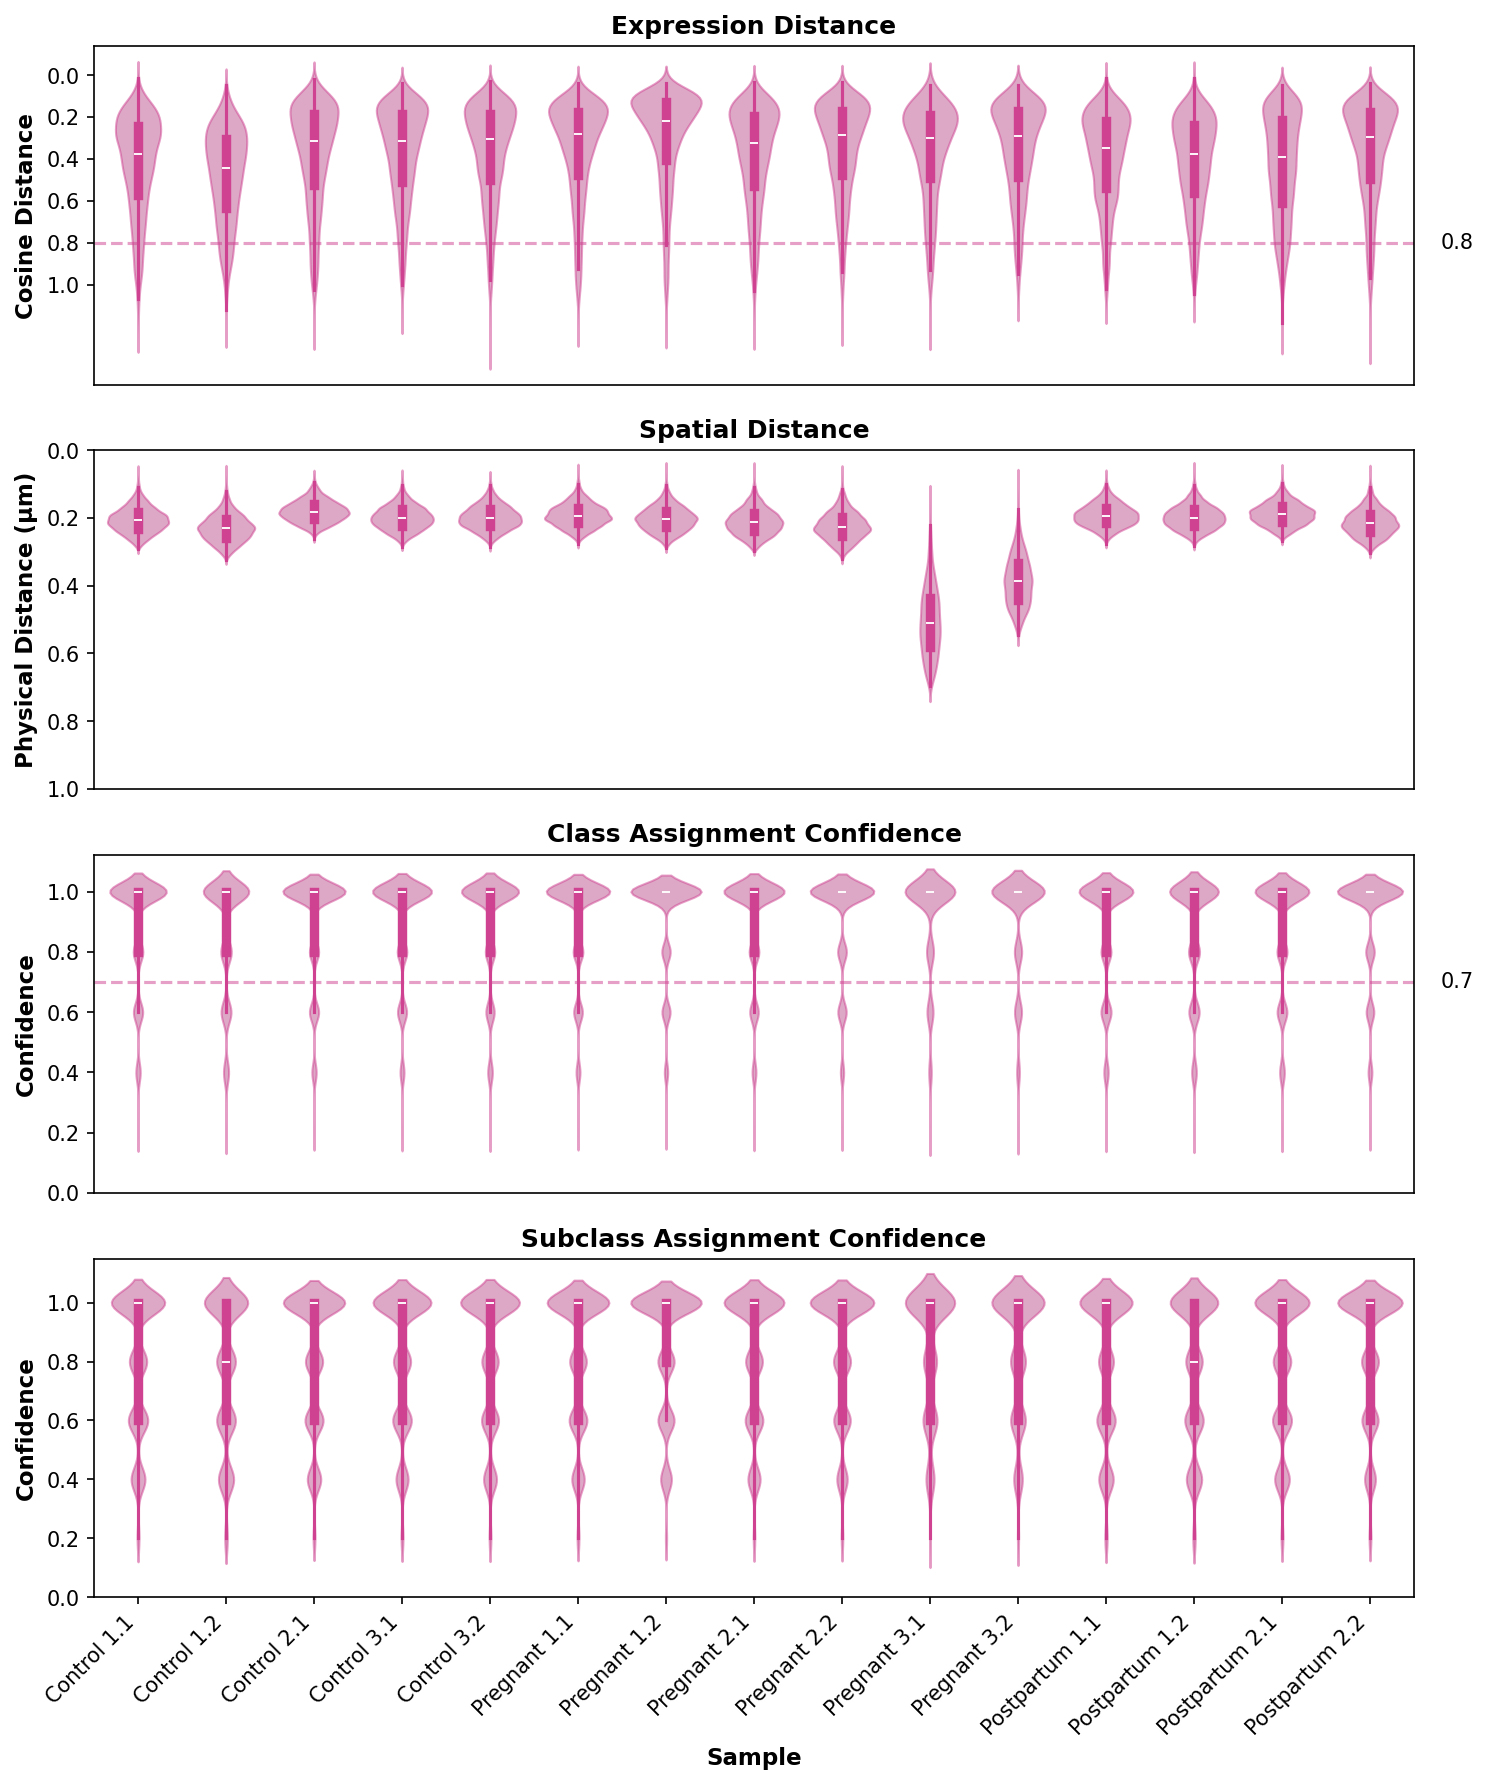 Expression Distance
Cosine Distance
0.0
0.2
0.4
0.6
0.8
1.0
0.8
Spatial Distance
Physical Distance (μm)
0.0
0.2
0.4
0.6
0.8
1.0
Class Assignment Confidence
Confidence
1.0
0.8
0.6
0.4
0.2
0.0
0.7
Subclass Assignment Confidence
Confidence
1.0
0.8
0.6
0.4
0.2
0.0
Control 1.1
Control 1.2
Control 2.1
Control 3.1
Control 3.2
Pregnant 1.1
Pregnant 1.2
Pregnant 2.1
Pregnant 2.2
Pregnant 3.1
Pregnant 3.2
Postpartum 1.1
Postpartum 1.2
Postpartum 2.1
Postpartum 2.2
Sample